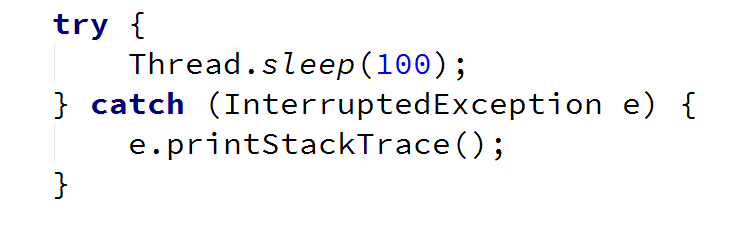 try {
    Thread.sleep(100);
} catch (InterruptedException e) {
    e.printStackTrace();
}